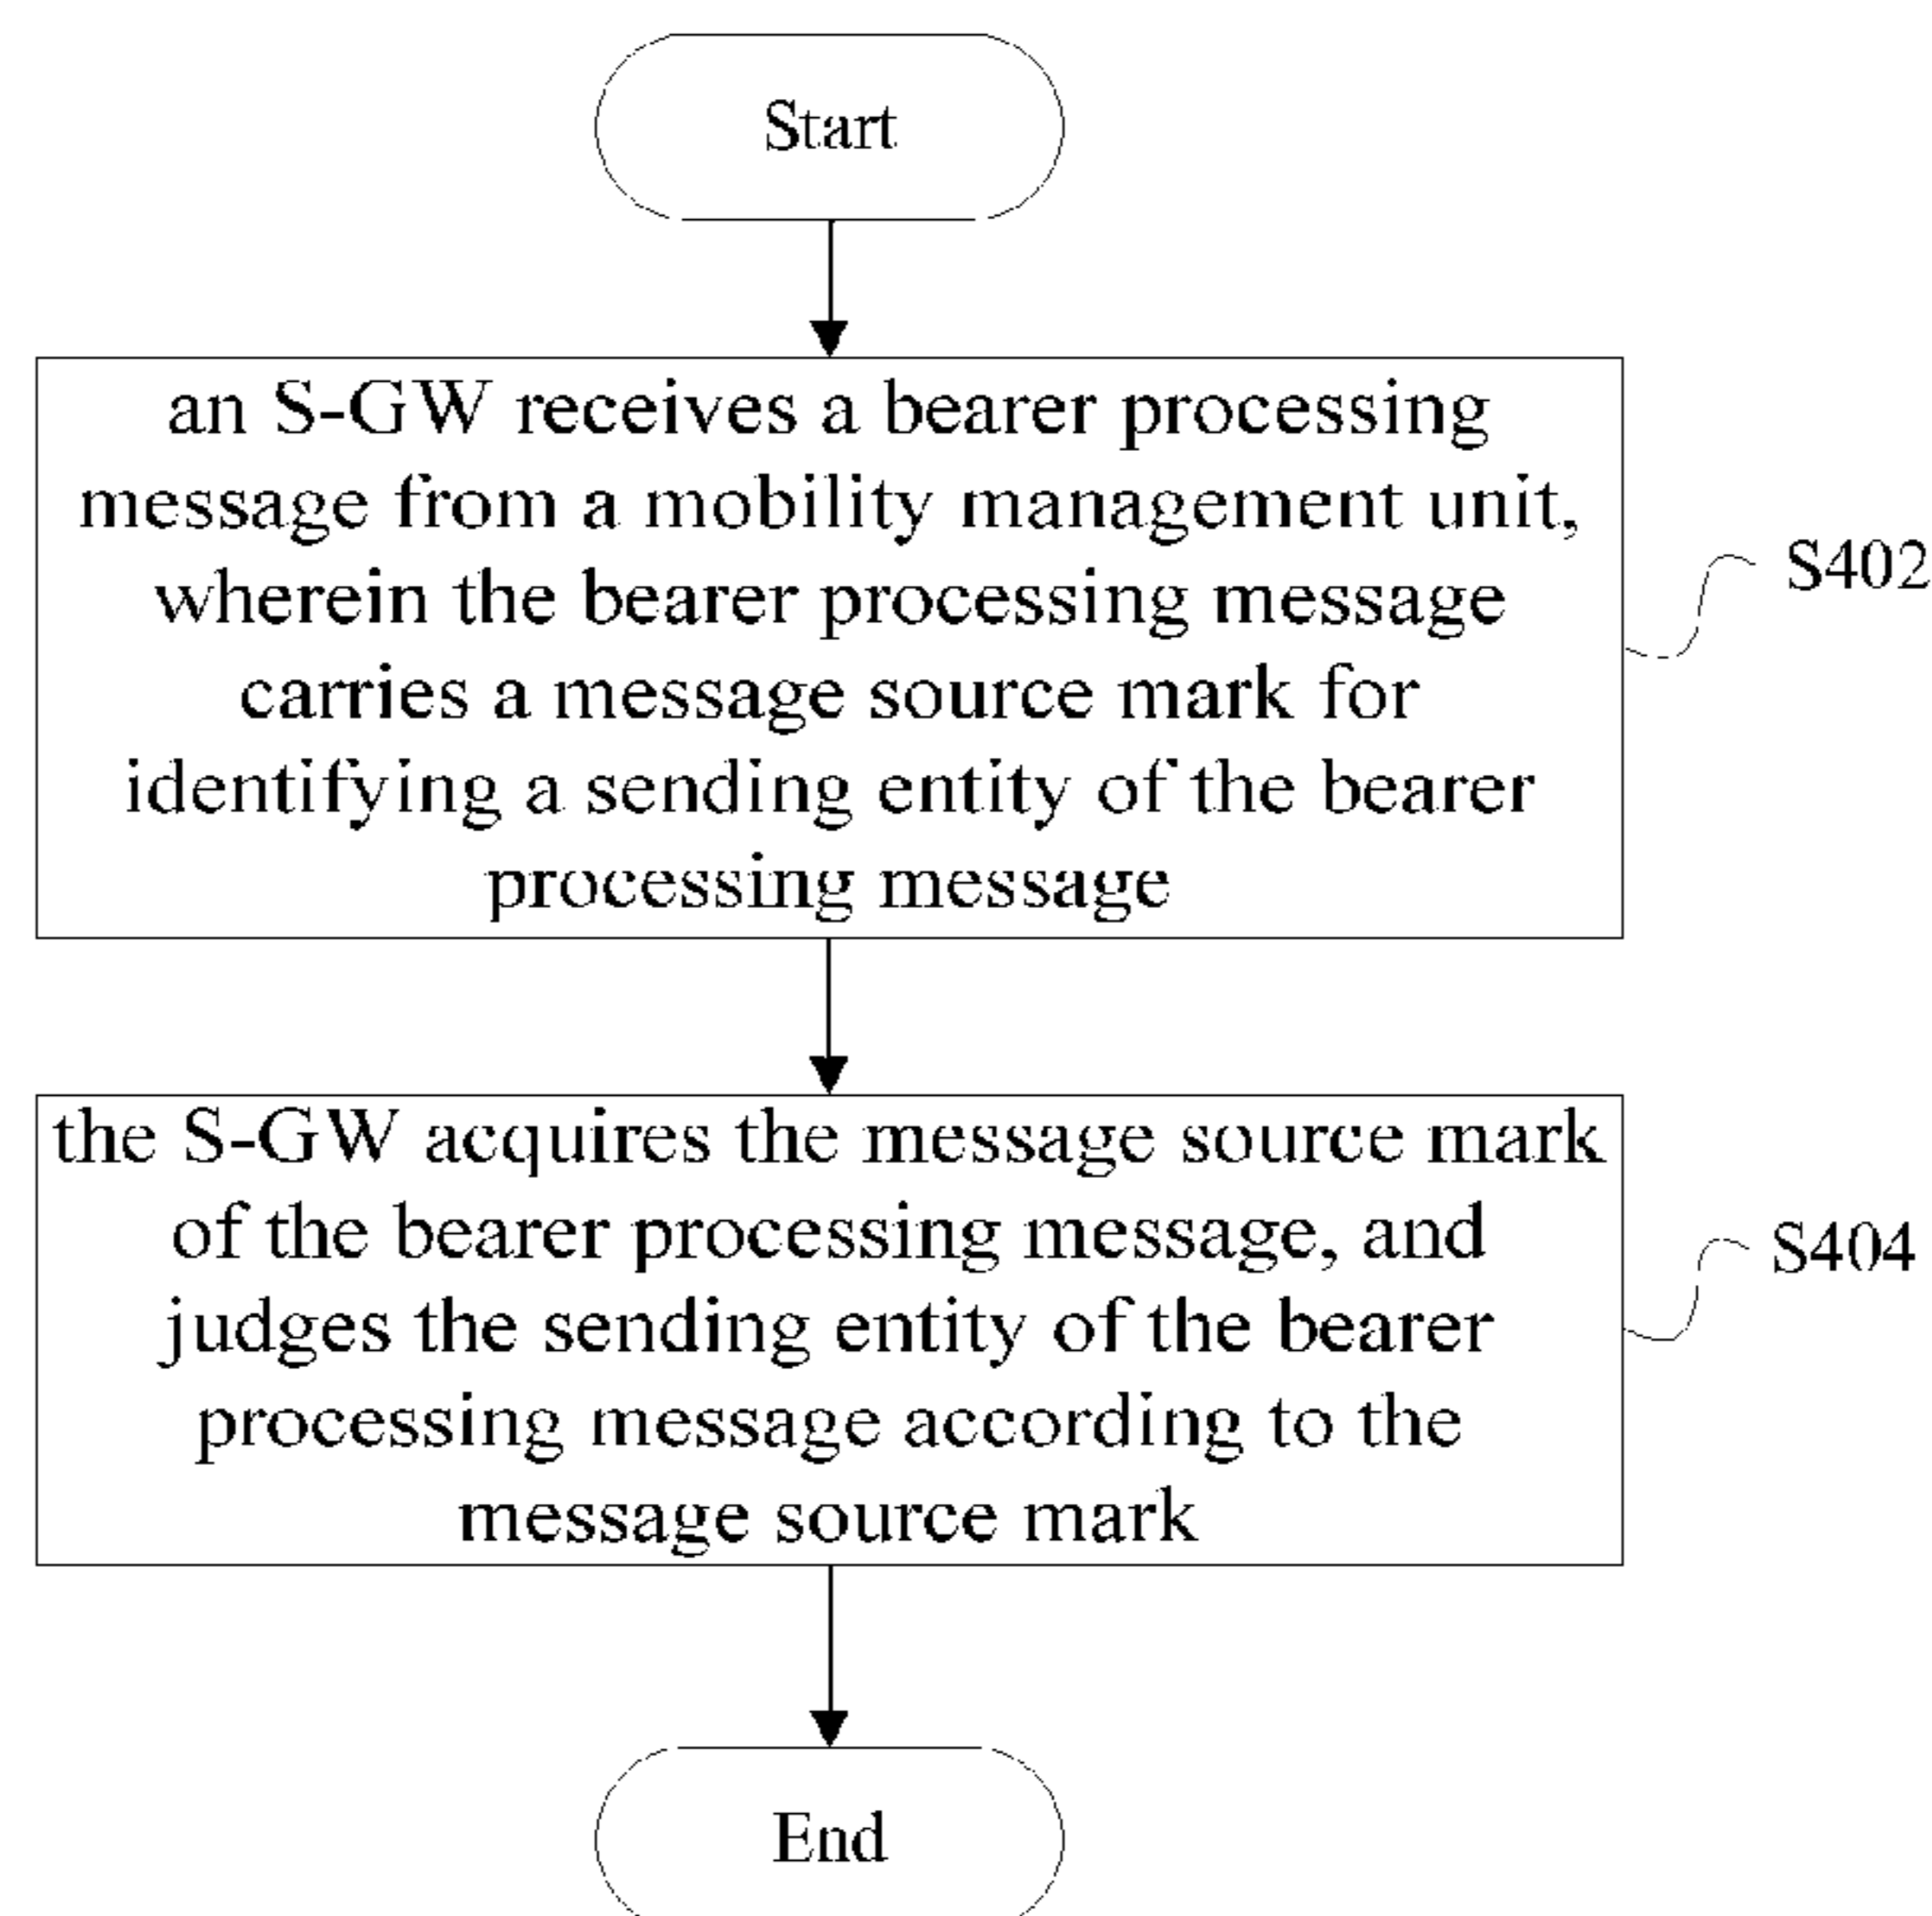 Start
an S-GW receives a bearer processing
message from a mobility management unit,
wherein the bearer processing message
carries a message source mark for
identifying a sending entity of the bearer
processing message
S402
the S-GW acquires the message source mark
of the bearer processing message, and
judges the sending entity of the bearer
processing message according to the
message source mark
S404
End